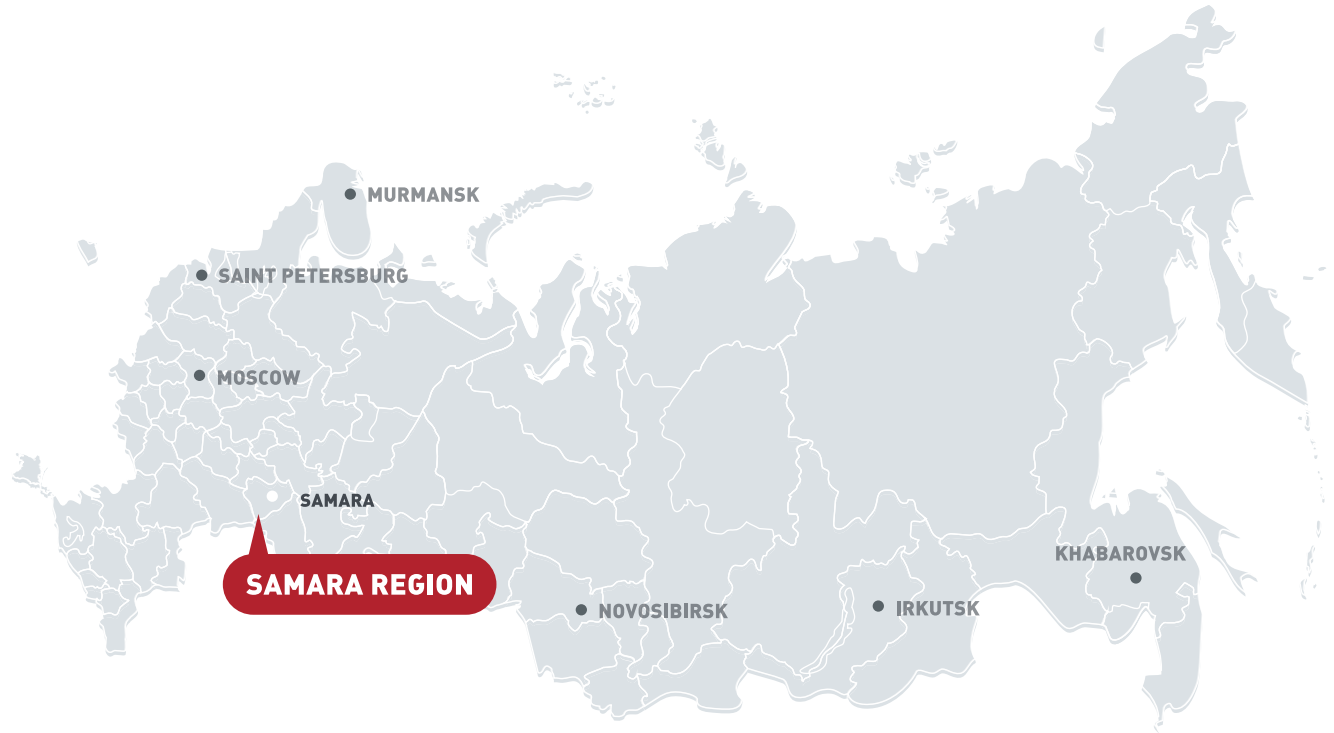 MURMANSK
SAINT PETERSBURG
MOSCOW
SAMARA
SAMARA REGION
KHABAROVSK
NOVOSIBIRSK
IRKUTSK